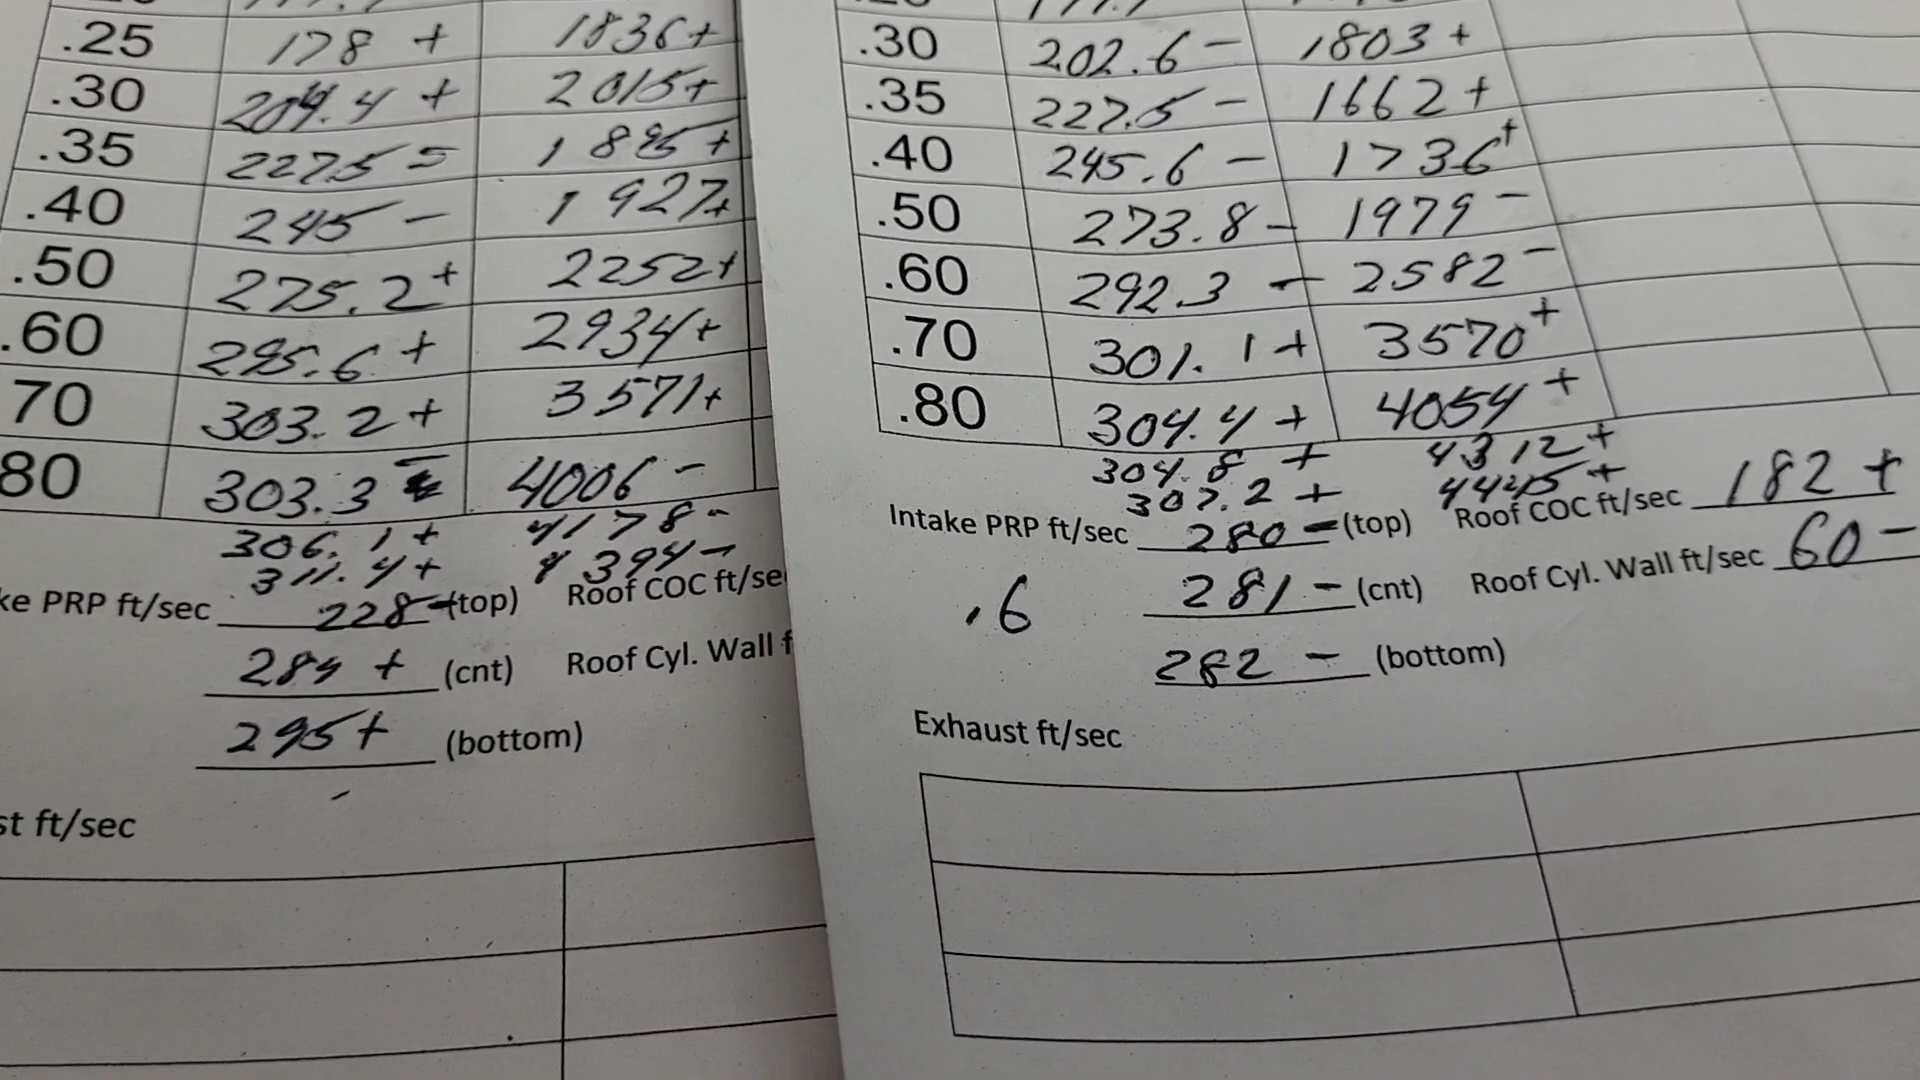 .25 178 + 1836+
.30 204.4 + 2015+
.35 227.5 = 1895+
.40 245 - 1927+
.50 275.2+ 2252+
.60 295.6 + 2934+
70 303.2 + 3571+
80 303.3 - 4006 -
306.1 + 4178 -
311.4+ 4394 -
ke PRP ft/sec 228 - (top) Roof COC ft/se
284 + (cnt) Roof Cyl. Wall f
295+ (bottom)
st ft/sec
.30 202.6 - 1803 +
.35 227.5 - 1662 +
.40 245.6 - 1736+
.50 273.8 - 1979 -
.60 292.3 - 2582 -
.70 301.1 + 3570+
.80 304.4 + 4054 +
304.8 + 4312 +
307.2 + 4445 +
Intake PRP ft/sec 280 - (top) Roof COC ft/sec 182 +
.6 281 - (cnt) Roof Cyl. Wall ft/sec 60 -
282 - (bottom)
Exhaust ft/sec